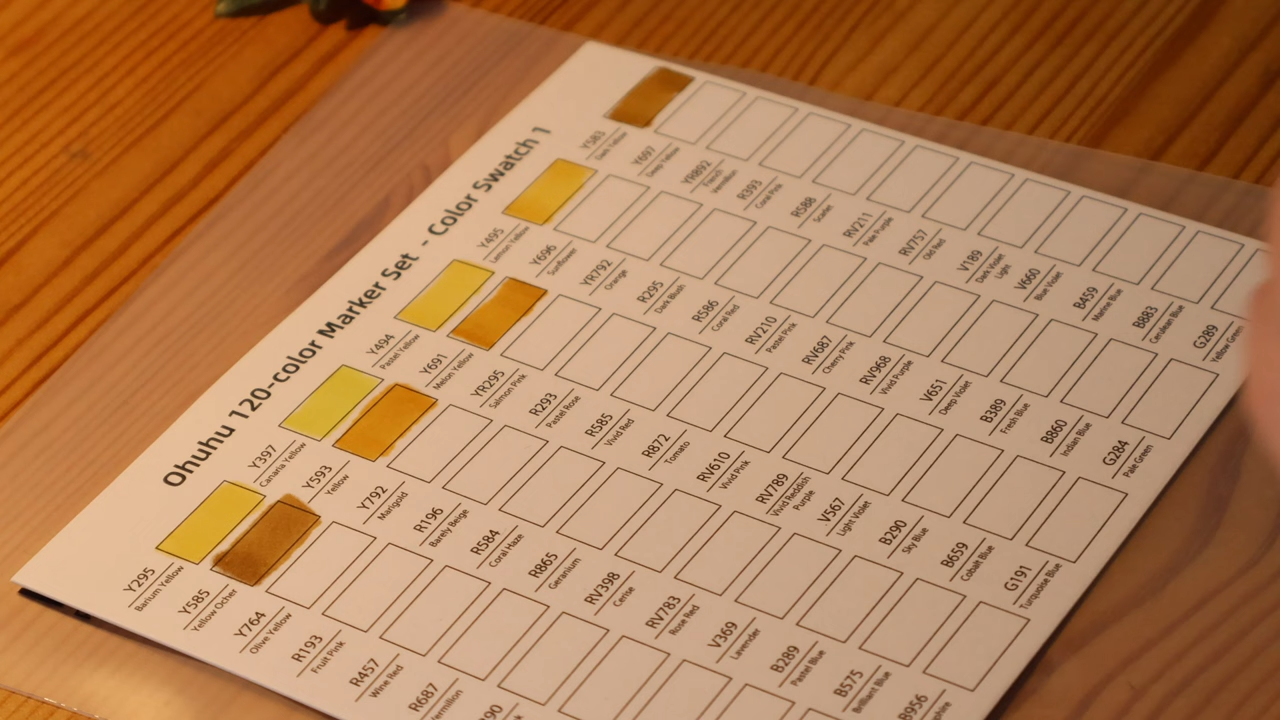 Ohuhu 120-color Marker Set - Color Swatch 1
Y295 Y397 Y494 Y495 Y583
Barium Yellow Canaria Yellow Pastel Yellow Lemon Yellow Dark Yellow
Y585 Y593 Y691 Y696 Y697
Yellow Ocher Yellow Melon Yellow Sunflower Deep Yellow
Y764 Y792 YR295 YR792 YR892
Olive Yellow Marigold Salmon Pink Orange French Vermilion
R193 R196 R293 R295 R393
Fruit Pink Barely Beige Pastel Rose Dark Blush Coral Pink
R457 R584 R585 R586 R588
Wine Red Coral Haze Vivid Red Coral Red Scarlet
R687 R865 R872 RV210 RV211
Vermilion Geranium Tomato Pastel Pink Pale Purple
RV398 RV610 RV687 RV757
Cerise Vivid Pink Cherry Pink Old Red
RV783 RV789 RV968 V189
Rose Red Vivid Reddish Purple Vivid Purple Dark Violet Light
V369 V567 V651 V660
Lavender Light Violet Deep Violet Blue Violet
B289 B290 B389 B459
Pastel Blue Sky Blue Fresh Blue Marine Blue
B575 B659 B860 B883
Brilliant Blue Cobalt Blue Indian Blue Cerulean Blue
B956 G191 G284 G289
Turquoise Blue Pale Green Yellow Green